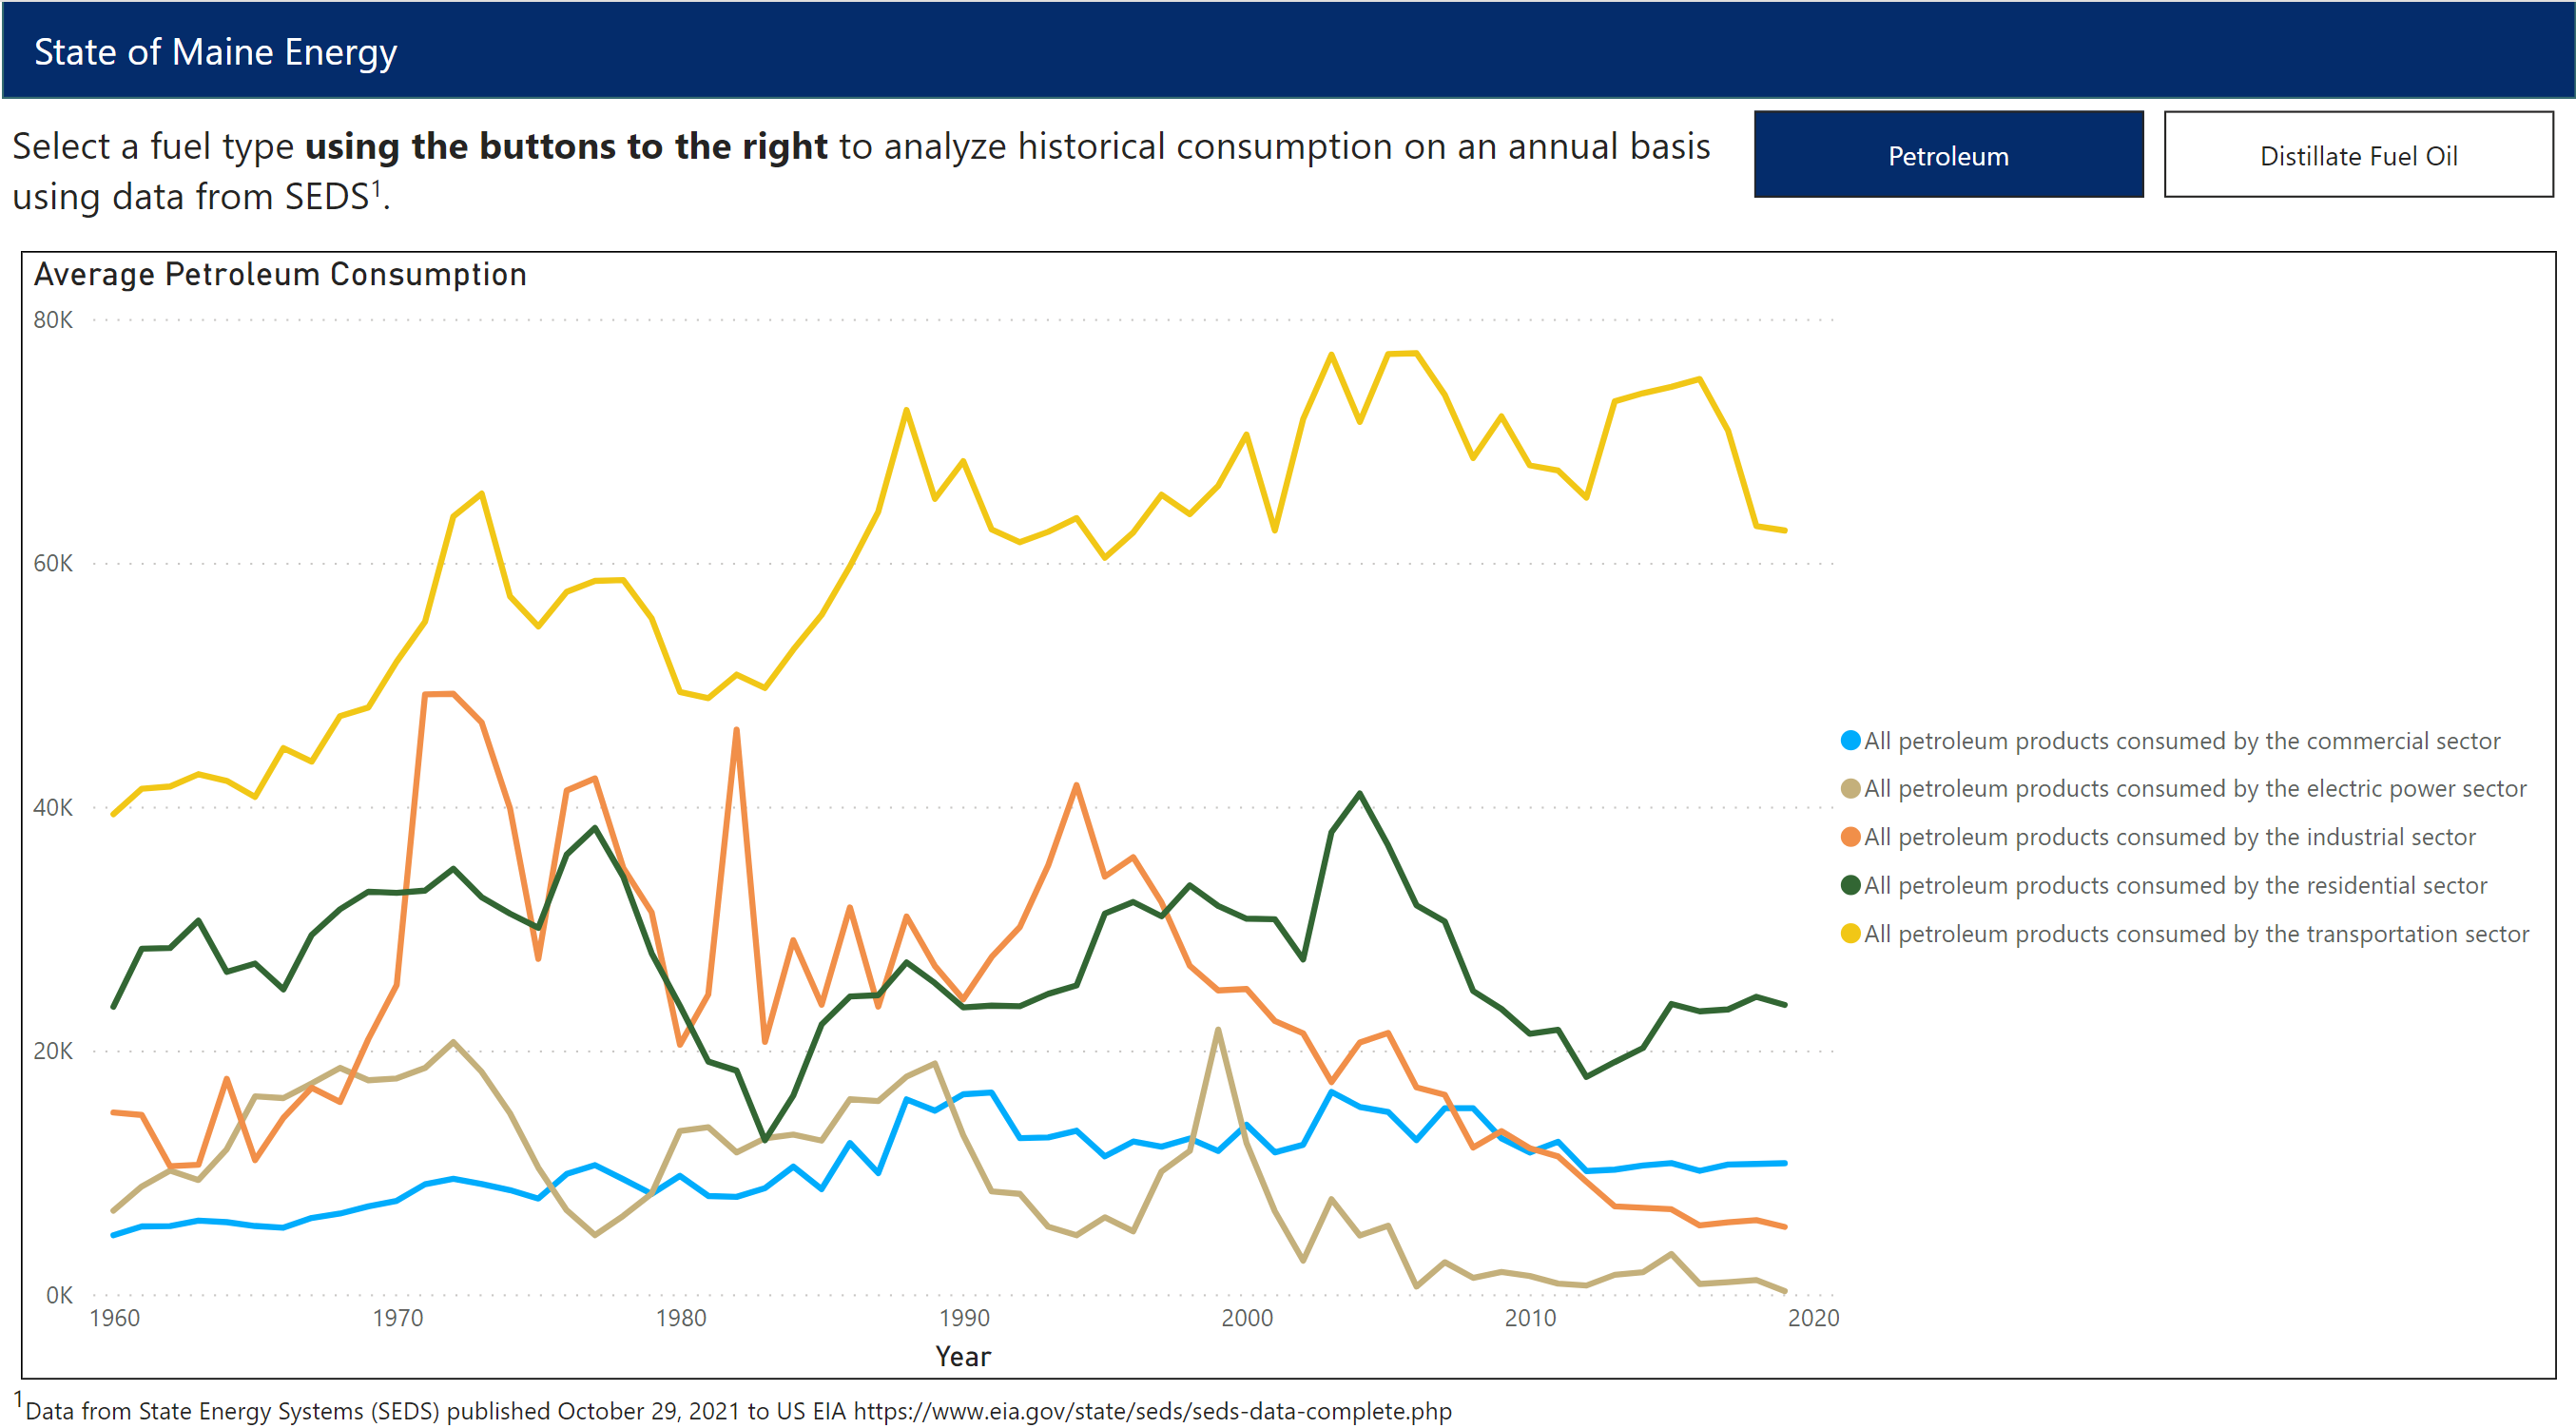 State of Maine Energy
Select a fuel type using the buttons to the right to analyze historical consumption on an annual basis
using data from SEDS¹.
Petroleum
Distillate Fuel Oil
Average Petroleum Consumption
80K
60K
40K
20K
0K
1960 1970 1980 1990 2000 2010 2020
Year
All petroleum products consumed by the commercial sector
All petroleum products consumed by the electric power sector
All petroleum products consumed by the industrial sector
All petroleum products consumed by the residential sector
All petroleum products consumed by the transportation sector
¹Data from State Energy Systems (SEDS) published October 29, 2021 to US EIA https://www.eia.gov/state/seds/seds-data-complete.php